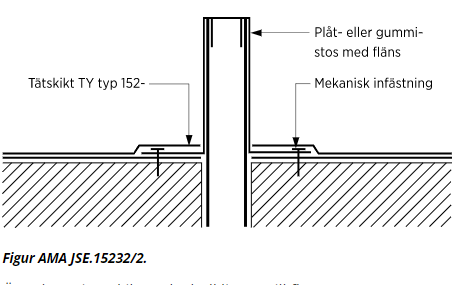 Plåt- eller gummi-
stos med fläns
Tätskikt TY typ 152-
Mekanisk infästning
Figur AMA JSE.15232/2.